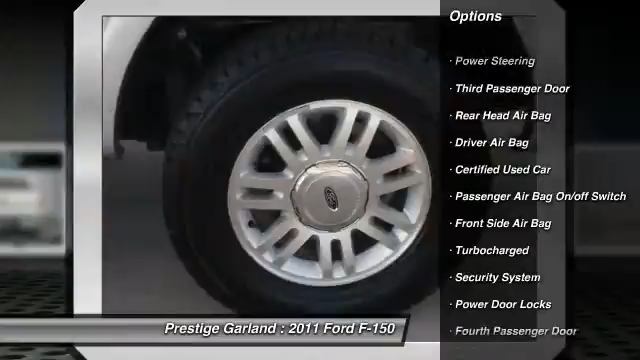 Options
· Power Steering
· Third Passenger Door
· Rear Head Air Bag
· Driver Air Bag
· Certified Used Car
· Passenger Air Bag On/off Switch
· Front Side Air Bag
· Turbocharged
· Security System
· Power Door Locks
· Fourth Passenger Door
Ford
Prestige Garland : 2011 Ford F-150